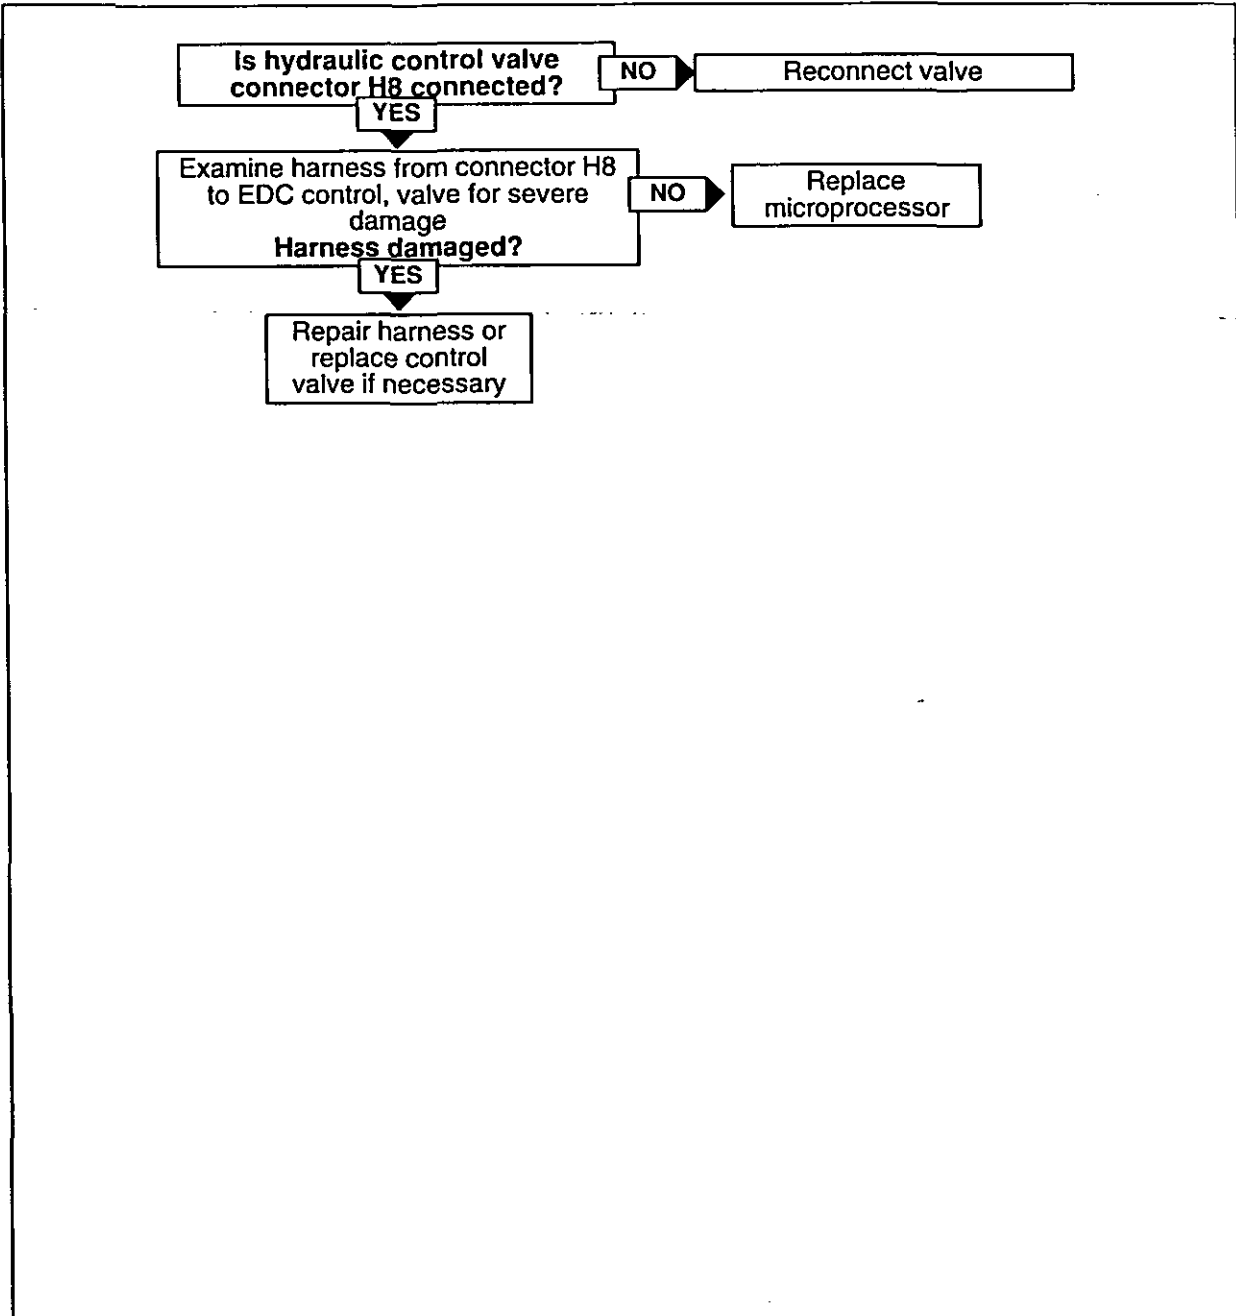 Is hydraulic control valve
connector H8 connected?
NO
Reconnect valve
YES
Examine harness from connector H8
to EDC control, valve for severe
damage
Harness damaged?
NO
Replace
microprocessor
YES
Repair harness or
replace control
valve if necessary